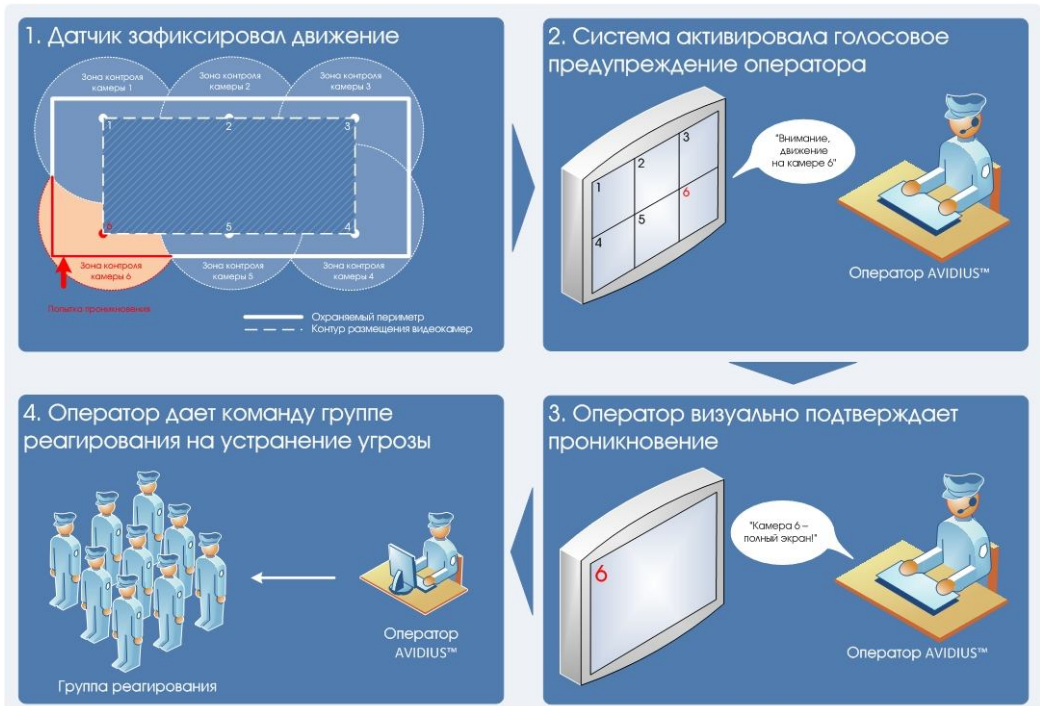 1. Датчик зафиксировал движение
Зона контроля
камеры 1
Зона контроля
камеры 2
Зона контроля
камеры 3
1
2
3
6
5
4
Зона контроля
камеры 6
Зона контроля
камеры 5
Зона контроля
камеры 4
Попытка проникновения
Охраняемый периметр
Контур размещения видеокамер
2. Система активировала голосовое
предупреждение оператора
1
2
3
4
5
6
"Внимание,
движение
на камере 6"
Оператор AVIDIUS™
3. Оператор визуально подтверждает
проникновение
6
"Камера 6 –
полный экран!"
Оператор AVIDIUS™
4. Оператор дает команду группе
реагирования на устранение угрозы
Группа реагирования
Оператор
AVIDIUS™